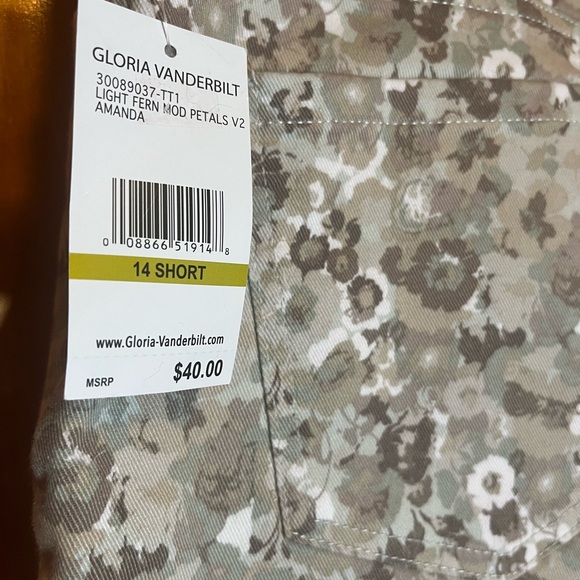 GLORIA VANDERBILT
30089037-TT1
LIGHT FERN MOD PETALS V2
AMANDA
0 08866 51914 8
14 SHORT
www.Gloria-Vanderbilt.com
MSRP $40.00